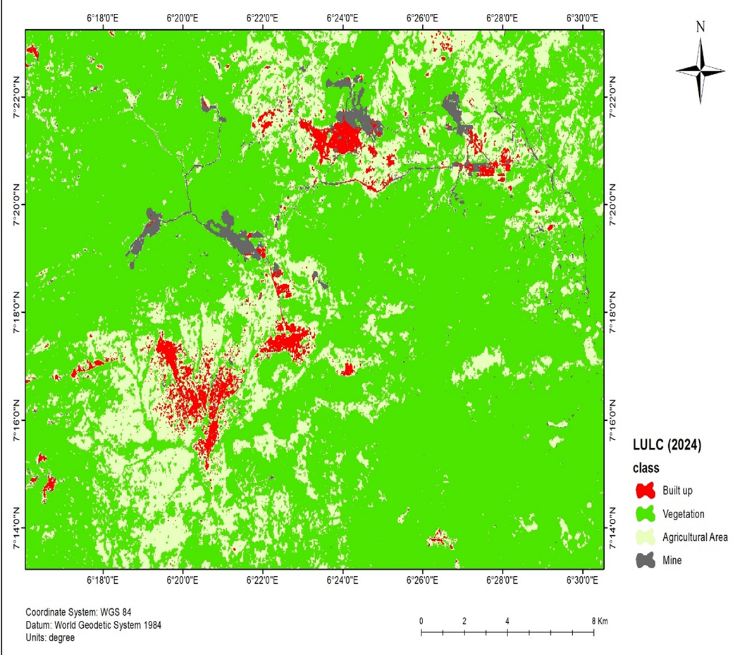 6°18'0"E 6°20'0"E 6°22'0"E 6°24'0"E 6°26'0"E 6°28'0"E 6°30'0"E
N
7°22'0"N 7°22'0"N
7°20'0"N 7°20'0"N
7°18'0"N 7°18'0"N
7°16'0"N 7°16'0"N
7°14'0"N 7°14'0"N
LULC (2024)
class
Built up
Vegetation
Agricultural Area
Mine
6°18'0"E 6°20'0"E 6°22'0"E 6°24'0"E 6°26'0"E 6°28'0"E 6°30'0"E
Coordinate System: WGS 84
Datum: World Geodetic System 1984
Units: degree
0 2 4 8 Km